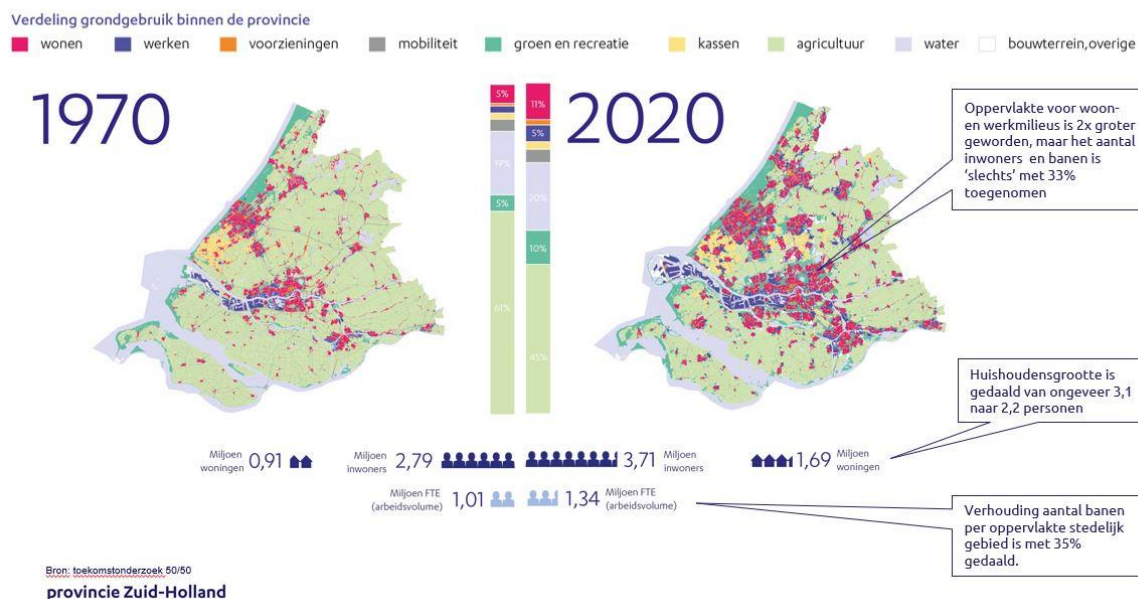 Verdeling grondgebruik binnen de provincie
wonen werken voorzieningen mobiliteit groen en recreatie kassen agricultuur water bouwterrein,overige
1970
5%
19%
5%
61%
11%
5%
20%
10%
45%
2020
Oppervlakte voor woon-
en werkmilieus is 2x groter
geworden, maar het aantal
inwoners en banen is
‘slechts’ met 33%
toegenomen
Huishoudensgrootte is
gedaald van ongeveer 3,1
naar 2,2 personen
Miljoen
woningen
0,91
Miljoen
inwoners
2,79
3,71
Miljoen
inwoners
1,69
Miljoen
woningen
Miljoen FTE
(arbeidsvolume)
1,01
1,34
Miljoen FTE
(arbeidsvolume)
Verhouding aantal banen
per oppervlakte stedelijk
gebied is met 35%
gedaald.
Bron: toekomstonderzoek 50/50
provincie Zuid-Holland